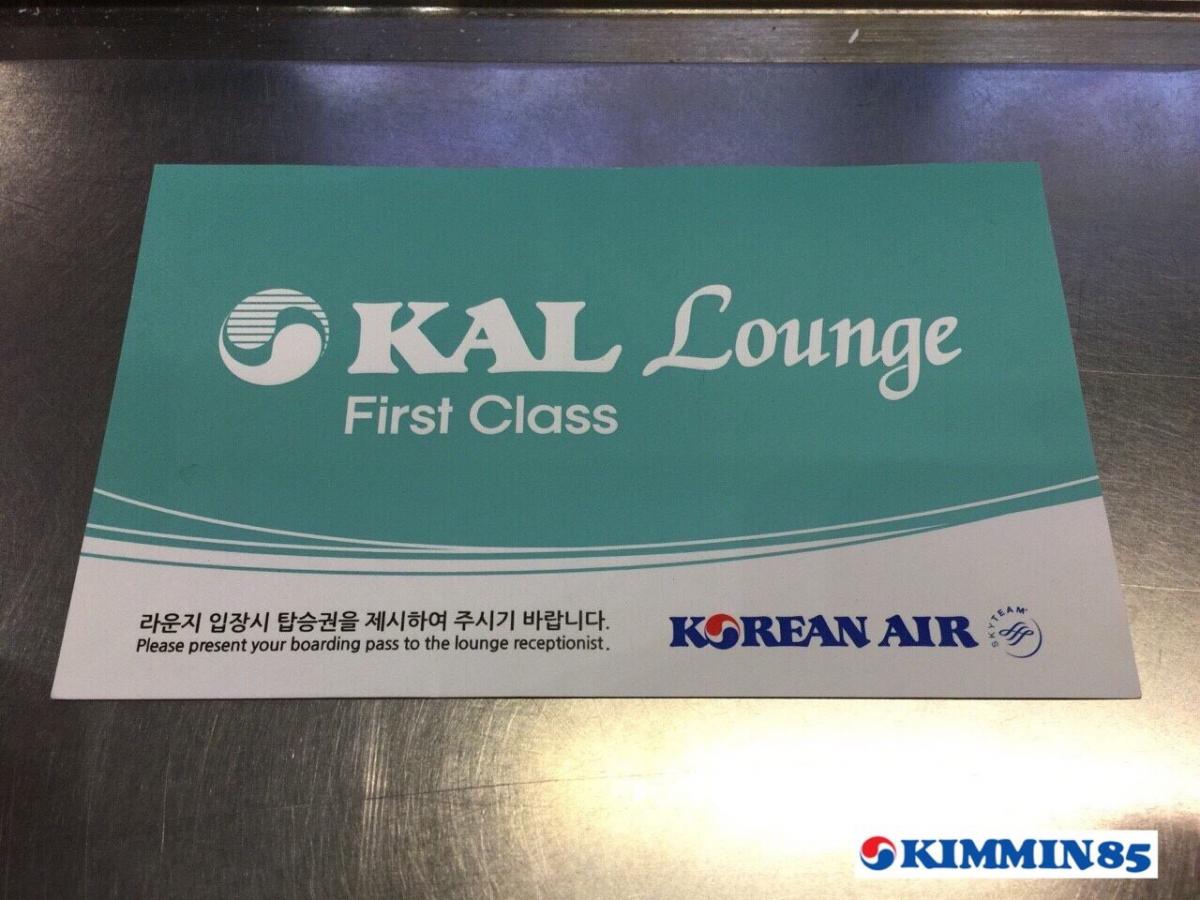 KAL Lounge
First Class
라운지 입장시 탑승권을 제시하여 주시기 바랍니다.
Please present your boarding pass to the lounge receptionist.
KOREAN AIR
SKYTEAM
KIMMIN85